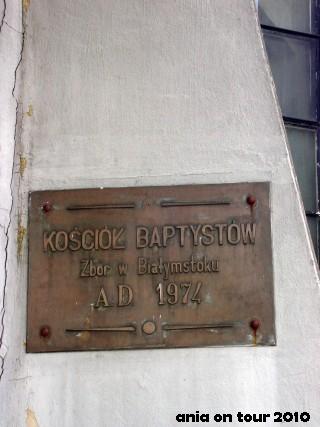 KOŚCIÓŁ BAPTYSTÓW
Zbór w Białymstoku
A.D 1974
ania on tour 2010